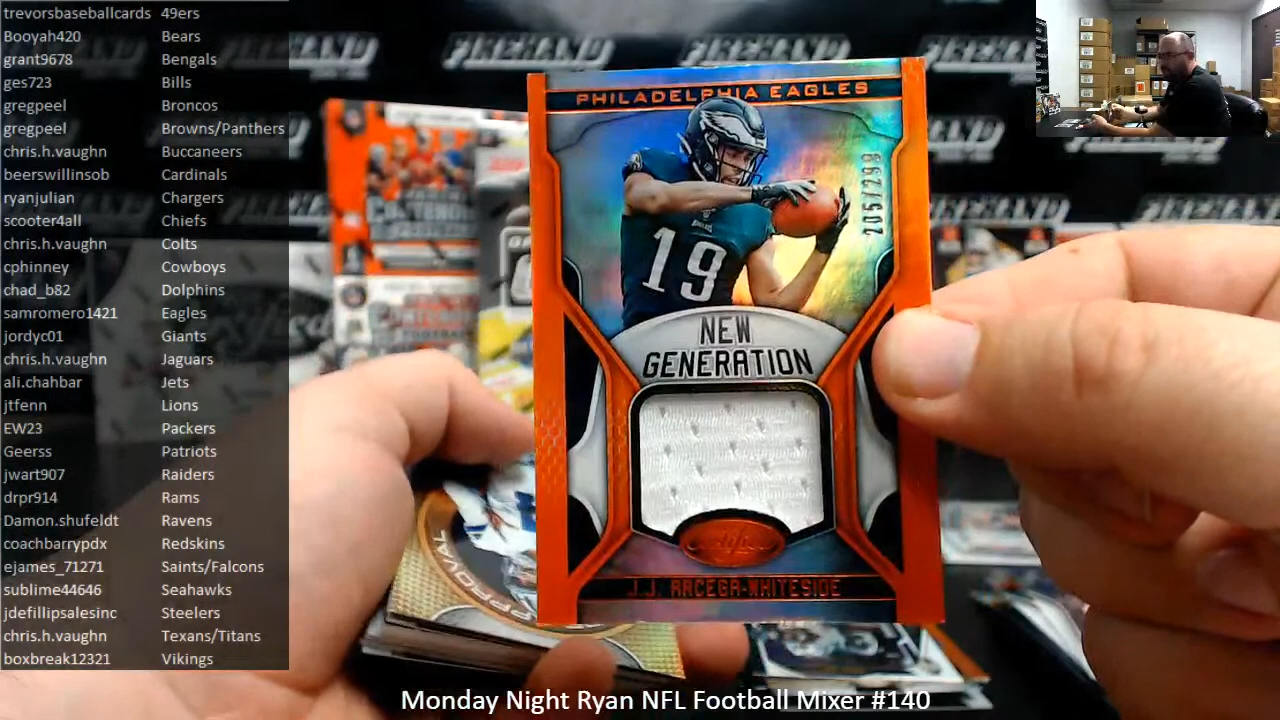 trevorsbaseballcards 49ers
Booyah420 Bears
grant9678 Bengals
ges723 Bills
gregpeel Broncos
gregpeel Browns/Panthers
chris.h.vaughn Buccaneers
beerswillinsob Cardinals
ryanjulian Chargers
scooter4all Chiefs
chris.h.vaughn Colts
cphinney Cowboys
chad_b82 Dolphins
samromero1421 Eagles
jordyc01 Giants
chris.h.vaughn Jaguars
ali.chahbar Jets
jtfenn Lions
EW23 Packers
Geerss Patriots
jwart907 Raiders
drpr914 Rams
Damon.shufeldt Ravens
coachbarrypdx Redskins
ejames_71271 Saints/Falcons
sublime44646 Seahawks
jdefillipsalesinc Steelers
chris.h.vaughn Texans/Titans
boxbreak12321 Vikings
FIREHAND FIREHAND FIREHAND
PHILADELPHIA EAGLES
205/299
19
NEW
GENERATION
Certified
J.J. ARCEGA-WHITESIDE
Monday Night Ryan NFL Football Mixer #140